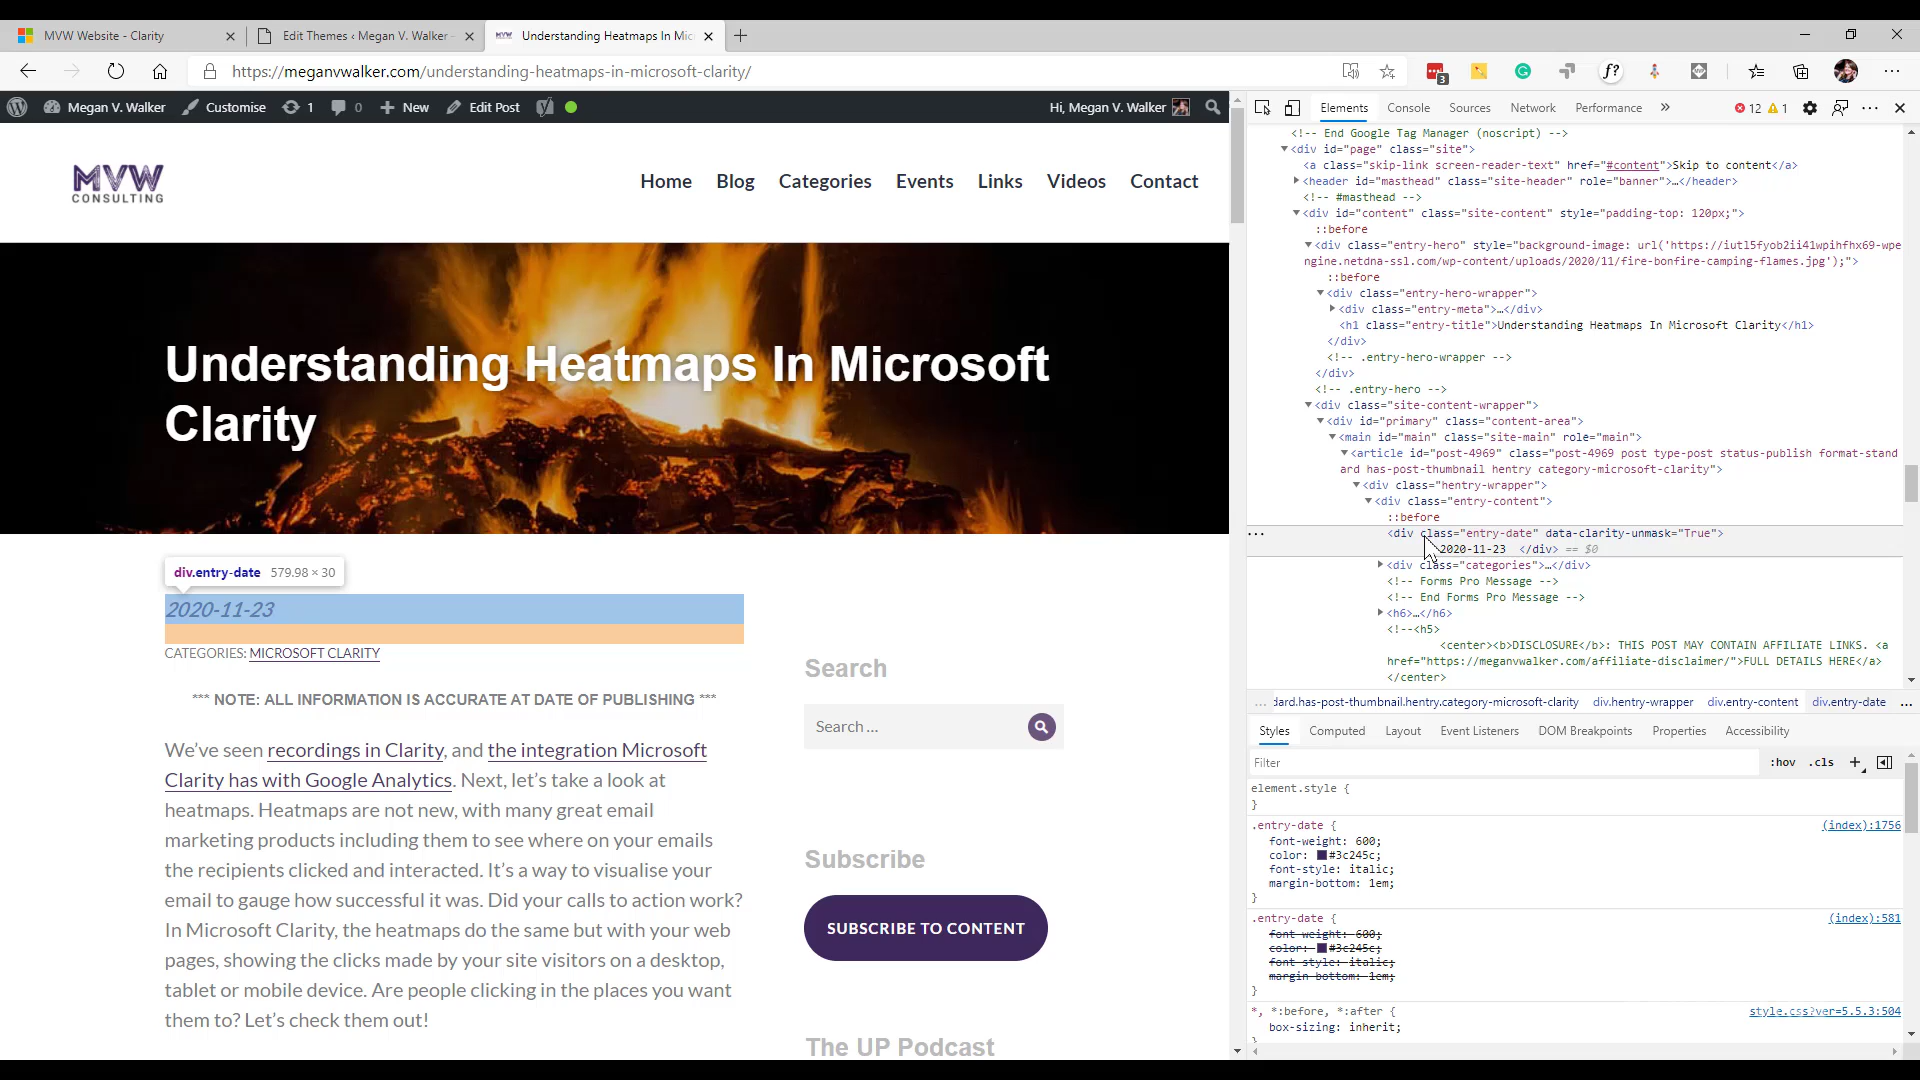 MVW Website - Clarity
Edit Themes ‹ Megan V. Walker
Understanding Heatmaps In Mic
https://meganvwalker.com/understanding-heatmaps-in-microsoft-clarity/
3
f?
Megan V. Walker
Customise
1
0
New
Edit Post
Hi, Megan V. Walker
MVW
CONSULTING
Home
Blog
Categories
Events
Links
Videos
Contact
Understanding Heatmaps In Microsoft
Clarity
div.entry-date 579.98 × 30
2020-11-23
CATEGORIES: MICROSOFT CLARITY
*** NOTE: ALL INFORMATION IS ACCURATE AT DATE OF PUBLISHING ***
We've seen recordings in Clarity, and the integration Microsoft
Clarity has with Google Analytics. Next, let's take a look at
heatmaps. Heatmaps are not new, with many great email
marketing products including them to see where on your emails
the recipients clicked and interacted. It's a way to visualise your
email to gauge how successful it was. Did your calls to action work?
In Microsoft Clarity, the heatmaps do the same but with your web
pages, showing the clicks made by your site visitors on a desktop,
tablet or mobile device. Are people clicking in the places you want
them to? Let's check them out!
Search
Search ...
Subscribe
SUBSCRIBE TO CONTENT
The UP Podcast
Elements
Console
Sources
Network
Performance
»
12
1
<!-- End Google Tag Manager (noscript) -->
<div id="page" class="site">
<a class="skip-link screen-reader-text" href="#content">Skip to content</a>
<header id="masthead" class="site-header" role="banner">…</header>
<!-- #masthead -->
<div id="content" class="site-content" style="padding-top: 120px;">
::before
<div class="entry-hero" style="background-image: url('https://iutl5fyob2ii41wpihfhx69-wpe
ngine.netdna-ssl.com/wp-content/uploads/2020/11/fire-bonfire-camping-flames.jpg');">
::before
<div class="entry-hero-wrapper">
<div class="entry-meta">…</div>
<h1 class="entry-title">Understanding Heatmaps In Microsoft Clarity</h1>
</div>
<!-- .entry-hero-wrapper -->
</div>
<!-- .entry-hero -->
<div class="site-content-wrapper">
<div id="primary" class="content-area">
<main id="main" class="site-main" role="main">
<article id="post-4969" class="post-4969 post type-post status-publish format-stand
ard has-post-thumbnail hentry category-microsoft-clarity">
<div class="hentry-wrapper">
<div class="entry-content">
::before
<div class="entry-date" data-clarity-unmask="True">
2020-11-23 </div> == $0
<div class="categories">…</div>
<!-- Forms Pro Message -->
<!-- End Forms Pro Message -->
<h6>…</h6>
<!--<h5>
<center><b>DISCLOSURE</b>: THIS POST MAY CONTAIN AFFILIATE LINKS. <a
href="https://meganvwalker.com/affiliate-disclaimer/">FULL DETAILS HERE</a>
</center>
... dard.has-post-thumbnail.hentry.category-microsoft-clarity div.hentry-wrapper div.entry-content div.entry-date ...
Styles
Computed
Layout
Event Listeners
DOM Breakpoints
Properties
Accessibility
Filter
:hov .cls +
element.style {
}
.entry-date { (index):1756
font-weight: 600;
color: #3c245c;
font-style: italic;
margin-bottom: 1em;
}
.entry-date { (index):581
font-weight: 600;
color: #3c245c;
font-style: italic;
margin-bottom: 1em;
}
*, *:before, *:after { style.css?ver=5.5.3:504
box-sizing: inherit;
}